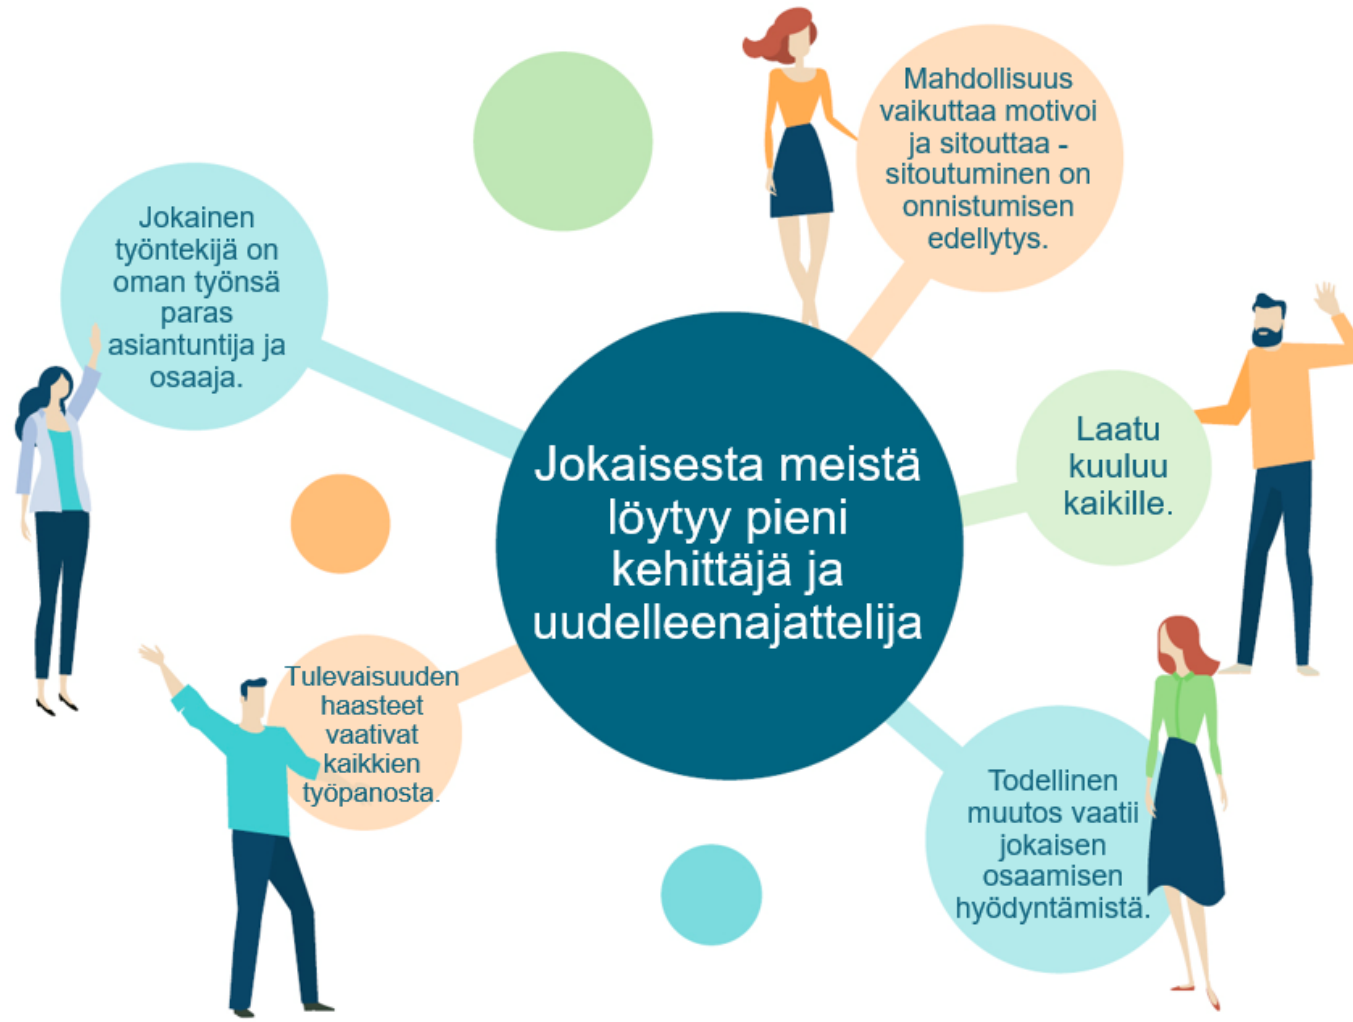 Mahdollisuus
vaikuttaa motivoi
ja sitouttaa -
sitoutuminen on
onnistumisen
edellytys.
Jokainen
työntekijä on
oman työnsä
paras
asiantuntija ja
osaaja.
Laatu
kuuluu
kaikille.
Jokaisesta meistä
löytyy pieni
kehittäjä ja
uudelleenajattelija
Tulevaisuuden
haasteet
vaativat
kaikkien
työpanosta.
Todellinen
muutos vaatii
jokaisen
osaamisen
hyödyntämistä.